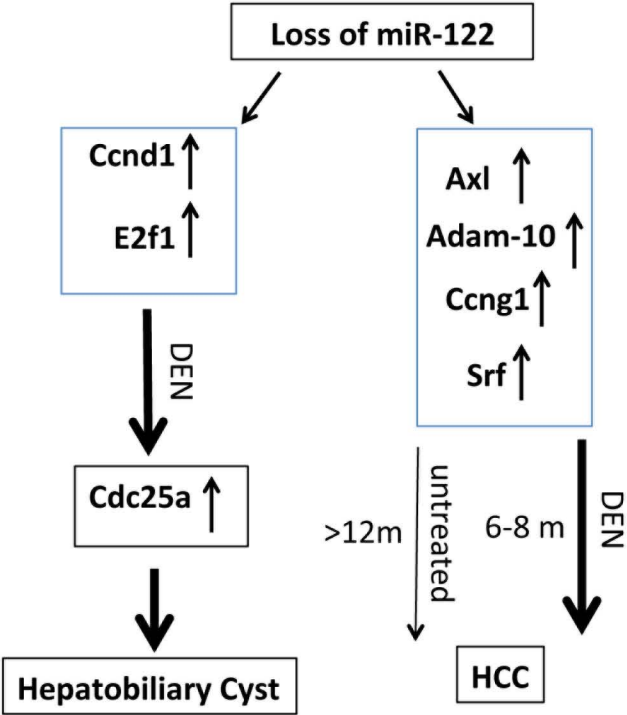 Loss of miR-122
Ccnd1
E2f1
Axl
Adam-10
Ccng1
Srf
DEN
Cdc25a
>12m
untreated
6-8 m
DEN
Hepatobiliary Cyst
HCC